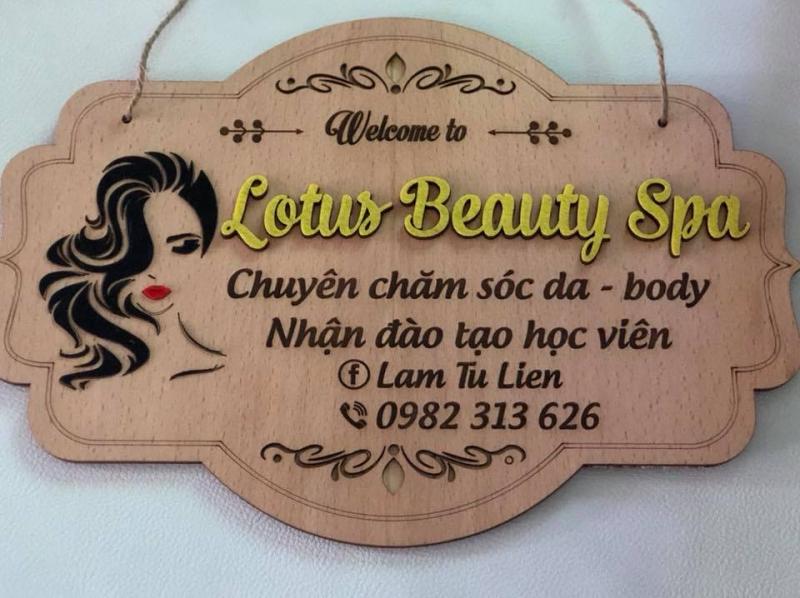 Welcome to
Lotus Beauty Spa
Chuyên chăm sóc da - body
Nhận đào tạo học viên
f Lam Tu Lien
0982 313 626